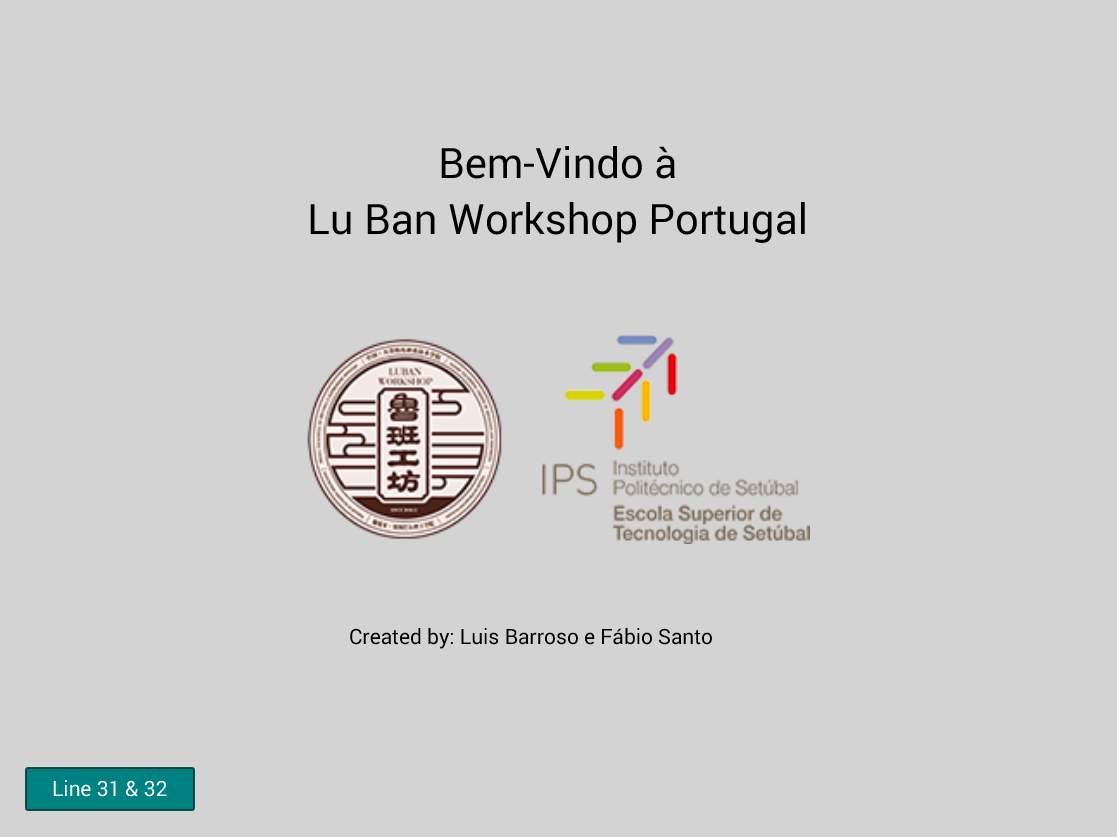 Bem-Vindo à
Lu Ban Workshop Portugal
LUBAN
WORKSHOP
魯班工坊
IPS Instituto
Politécnico de Setúbal
Escola Superior de
Tecnologia de Setúbal
Created by: Luis Barroso e Fábio Santo
Line 31 & 32